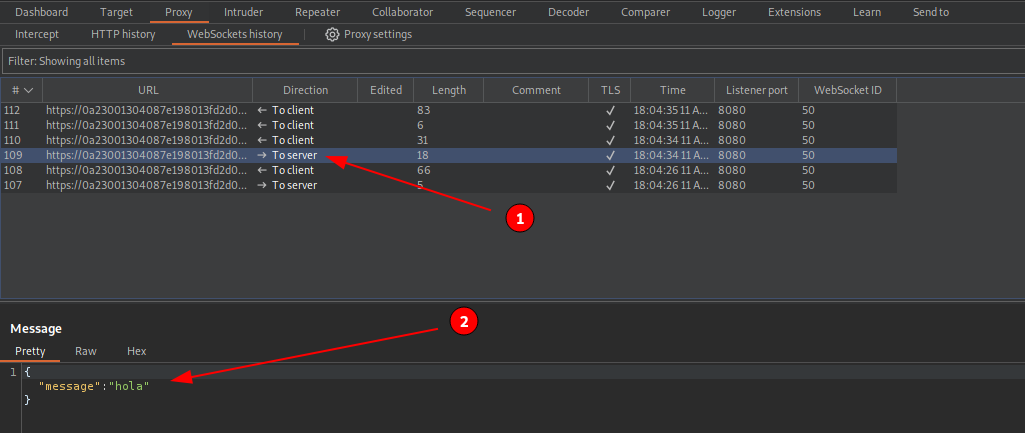 Dashboard Target Proxy Intruder Repeater Collaborator Sequencer Decoder Comparer Logger Extensions Learn Send to
Intercept HTTP history WebSockets history Proxy settings
Filter: Showing all items
# URL Direction Edited Length Comment TLS Time Listener port WebSocket ID
112 https://0a23001304087e198013fd2d0... ← To client 83 ✓ 18:04:35 11 A... 8080 50
111 https://0a23001304087e198013fd2d0... ← To client 6 ✓ 18:04:35 11 A... 8080 50
110 https://0a23001304087e198013fd2d0... ← To client 31 ✓ 18:04:34 11 A... 8080 50
109 https://0a23001304087e198013fd2d0... → To server 18 ✓ 18:04:34 11 A... 8080 50
108 https://0a23001304087e198013fd2d0... ← To client 66 ✓ 18:04:26 11 A... 8080 50
107 https://0a23001304087e198013fd2d0... → To server 5 ✓ 18:04:26 11 A... 8080 50
1
2
Message
Pretty Raw Hex
1 {
"message":"hola"
}